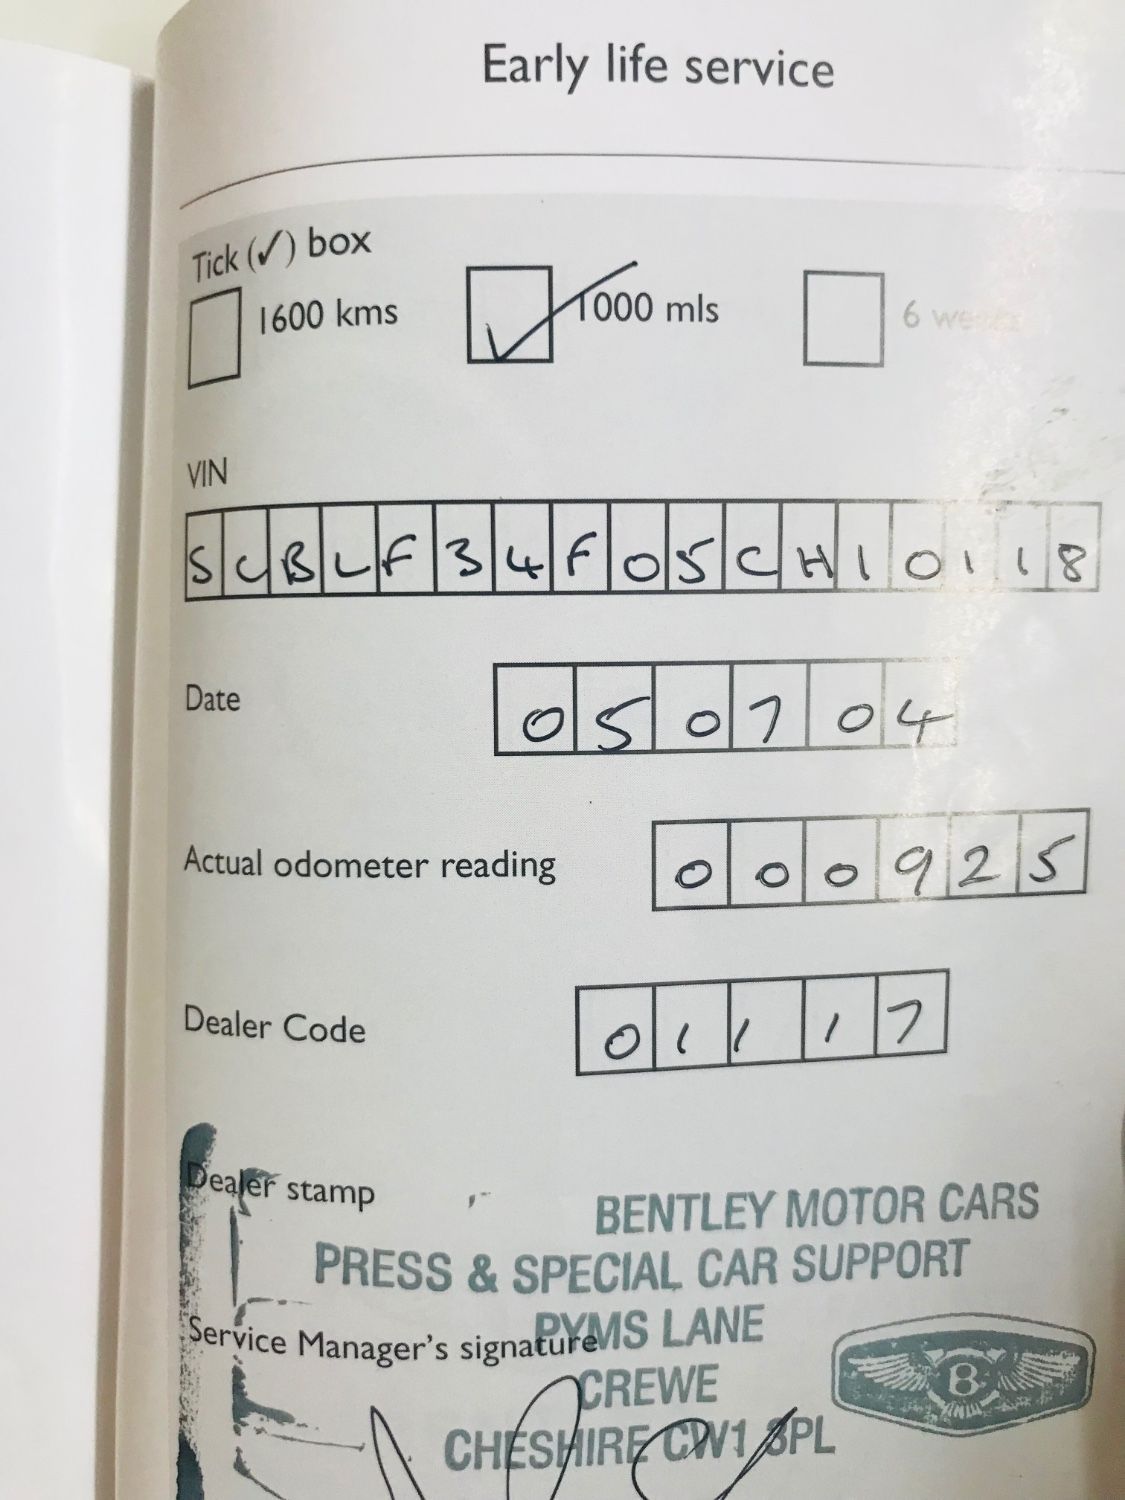 Early life service
Tick (✓) box
1600 kms ✓ 1000 mls 6 weeks
VIN
SCBLF34F05CH10118
Date 050704
Actual odometer reading 000925
Dealer Code 01117
Dealer stamp
BENTLEY MOTOR CARS
PRESS & SPECIAL CAR SUPPORT
PYMS LANE
Service Manager's signature
CREWE
CHESHIRE CW1 3PL
B